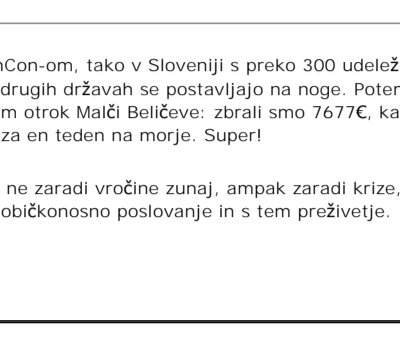 nCon-om, tako v Sloveniji s preko 300 udelež
drugih državah se postavljajo na noge. Poter
m otrok Malči Beličeve: zbrali smo 7677€, ka
za en teden na morje. Super!
ne zaradi vročine zunaj, ampak zaradi krize,
običkonosno poslovanje in s tem preživetje.